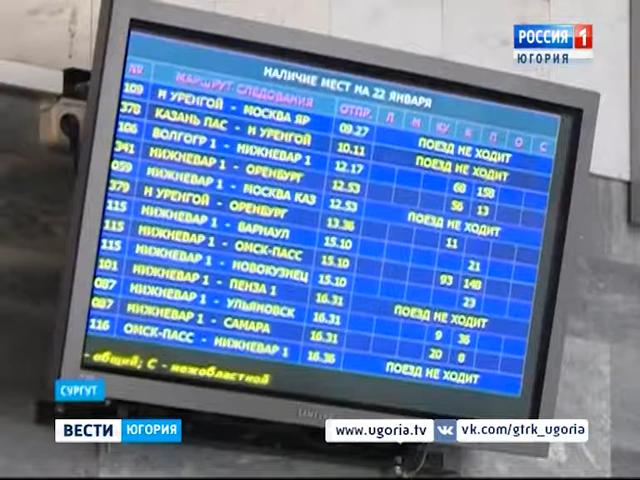 РОССИЯ 1
ЮГОРИЯ
НАЛИЧИЕ МЕСТ НА 22 ЯНВАРЯ
№ МАРШРУТ СЛЕДОВАНИЯ ОТПР. Л М КУ К П О С
109 Н УРЕНГОЙ - МОСКВА ЯР 09.27 ПОЕЗД НЕ ХОДИТ
378 КАЗАНЬ ПАС - Н УРЕНГОЙ 10.11 ПОЕЗД НЕ ХОДИТ
106 ВОЛГОГР 1 - НИЖНЕВАР 1 12.17 68 158
341 НИЖНЕВАР 1 - ОРЕНБУРГ 12.53 56 13
059 НИЖНЕВАР 1 - МОСКВА КАЗ 12.53 ПОЕЗД НЕ ХОДИТ
379 Н УРЕНГОЙ - ОРЕНБУРГ 13.36 11
115 НИЖНЕВАР 1 - БАРНАУЛ 15.10 21
115 НИЖНЕВАР 1 - ОМСК-ПАСС 15.10 93 148
115 НИЖНЕВАР 1 - НОВОКУЗНЕЦ 15.10 23
101 НИЖНЕВАР 1 - ПЕНЗА 1 16.31 ПОЕЗД НЕ ХОДИТ
087 НИЖНЕВАР 1 - УЛЬЯНОВСК 16.31 9 36
087 НИЖНЕВАР 1 - САМАРА 16.31 20 8
116 ОМСК-ПАСС - НИЖНЕВАР 1 16.36 ПОЕЗД НЕ ХОДИТ
- общий; С - межобластной
SAMSUNG
СУРГУТ
ВЕСТИ ЮГОРИЯ
www.ugoria.tv vk.com/gtrk_ugoria